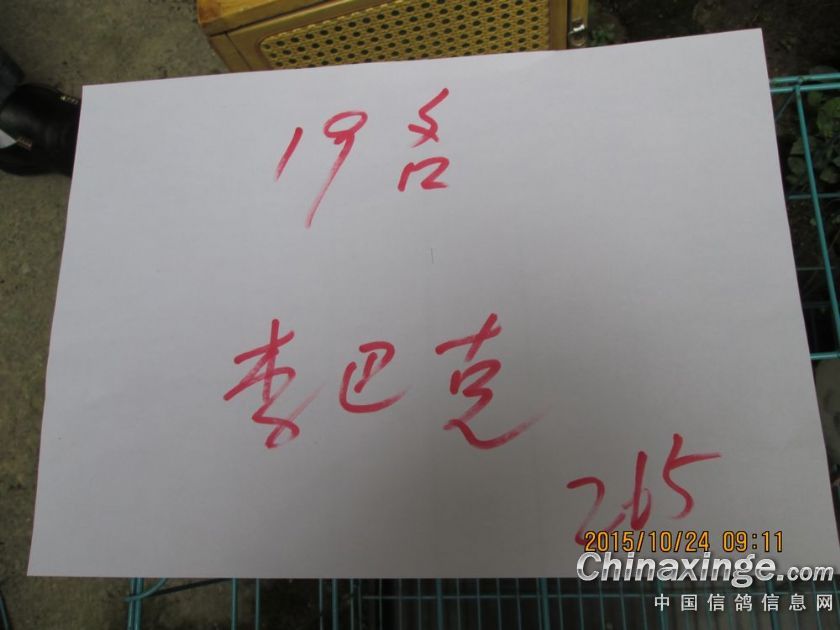 19名
李巴克
265
2015/10/24 09:11
Chinaxinge.com
中国信鸽信息网